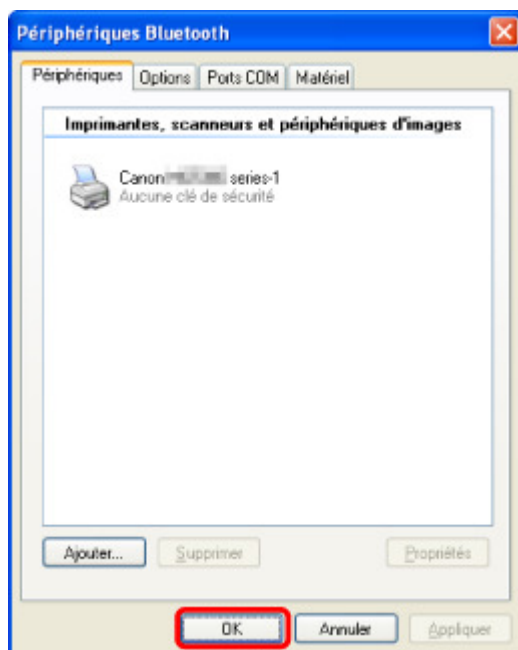 Périphériques Bluetooth
Périphériques Options Ports COM Matériel
Imprimantes, scanneurs et périphériques d'images
Canon series-1
Aucune clé de sécurité
Ajouter... Supprimer Propriétés
OK Annuler Appliquer